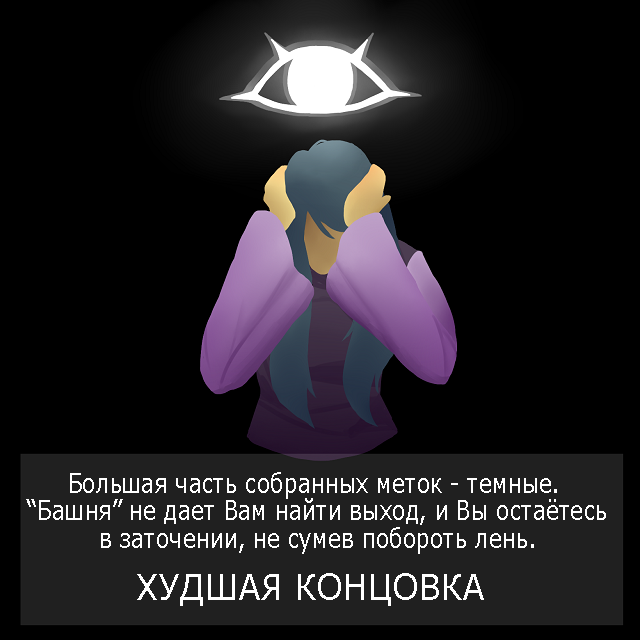 Большая часть собранных меток - темные.
“Башня” не дает Вам найти выход, и Вы остаётесь
в заточении, не сумев побороть лень.
ХУДШАЯ КОНЦОВКА